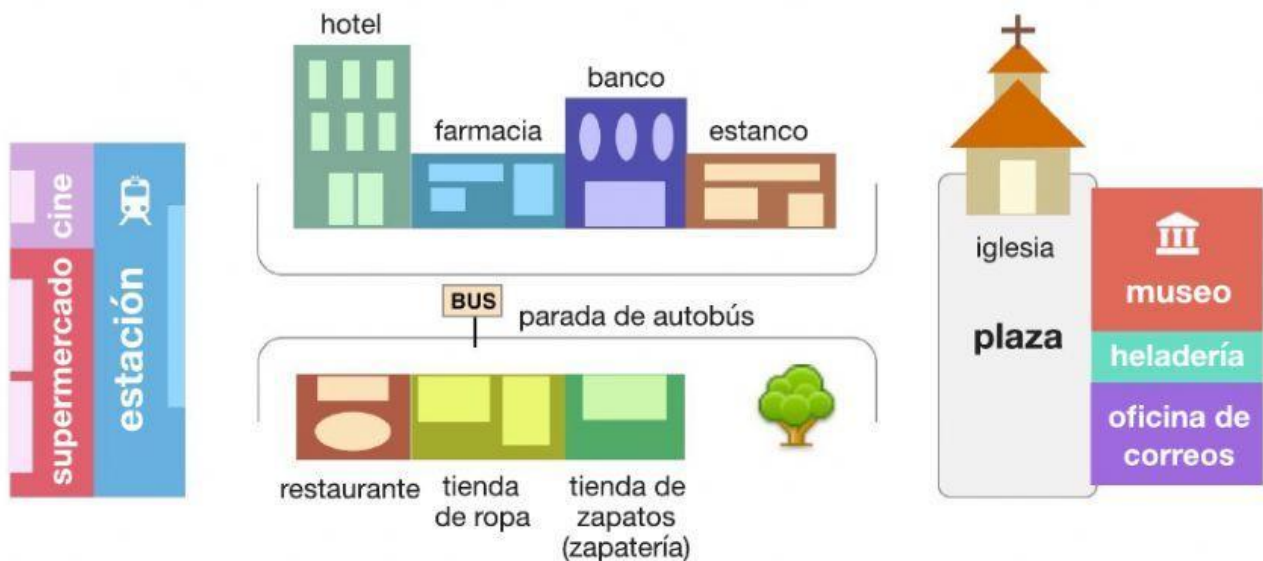 hotel
banco
farmacia
estanco
cine
supermercado
estación
iglesia
plaza
museo
heladería
oficina de
correos
BUS
parada de autobús
restaurante
tienda
de ropa
tienda de
zapatos
(zapatería)